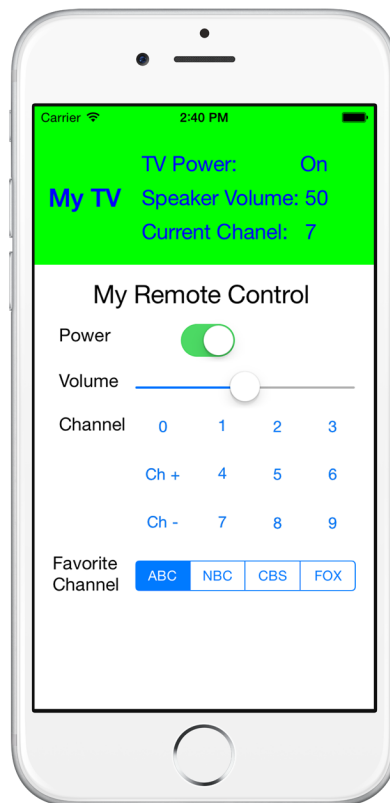 Carrier 2:40 PM
TV Power: On
My TV Speaker Volume: 50
Current Chanel: 7
My Remote Control
Power
Volume
Channel 0 1 2 3
Ch + 4 5 6
Ch - 7 8 9
Favorite
Channel ABC NBC CBS FOX